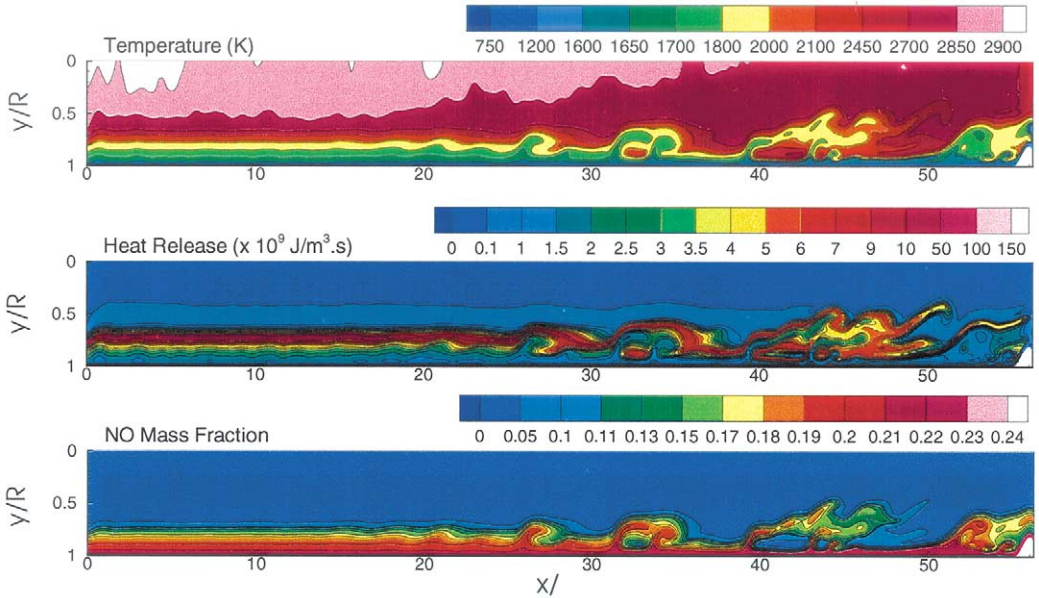 750 1200 1600 1650 1700 1800 2000 2100 2450 2700 2850 2900
Temperature (K)
0
0.5
1
y/R
0 10 20 30 40 50
0 0.1 1 1.5 2 2.5 3 3.5 4 5 6 7 9 10 50 100 150
Heat Release (x 10⁹ J/m³.s)
0
0.5
1
y/R
0 10 20 30 40 50
0 0.05 0.1 0.11 0.13 0.15 0.17 0.18 0.19 0.2 0.21 0.22 0.23 0.24
NO Mass Fraction
0
0.5
1
y/R
0 10 20 30 40 50
X/